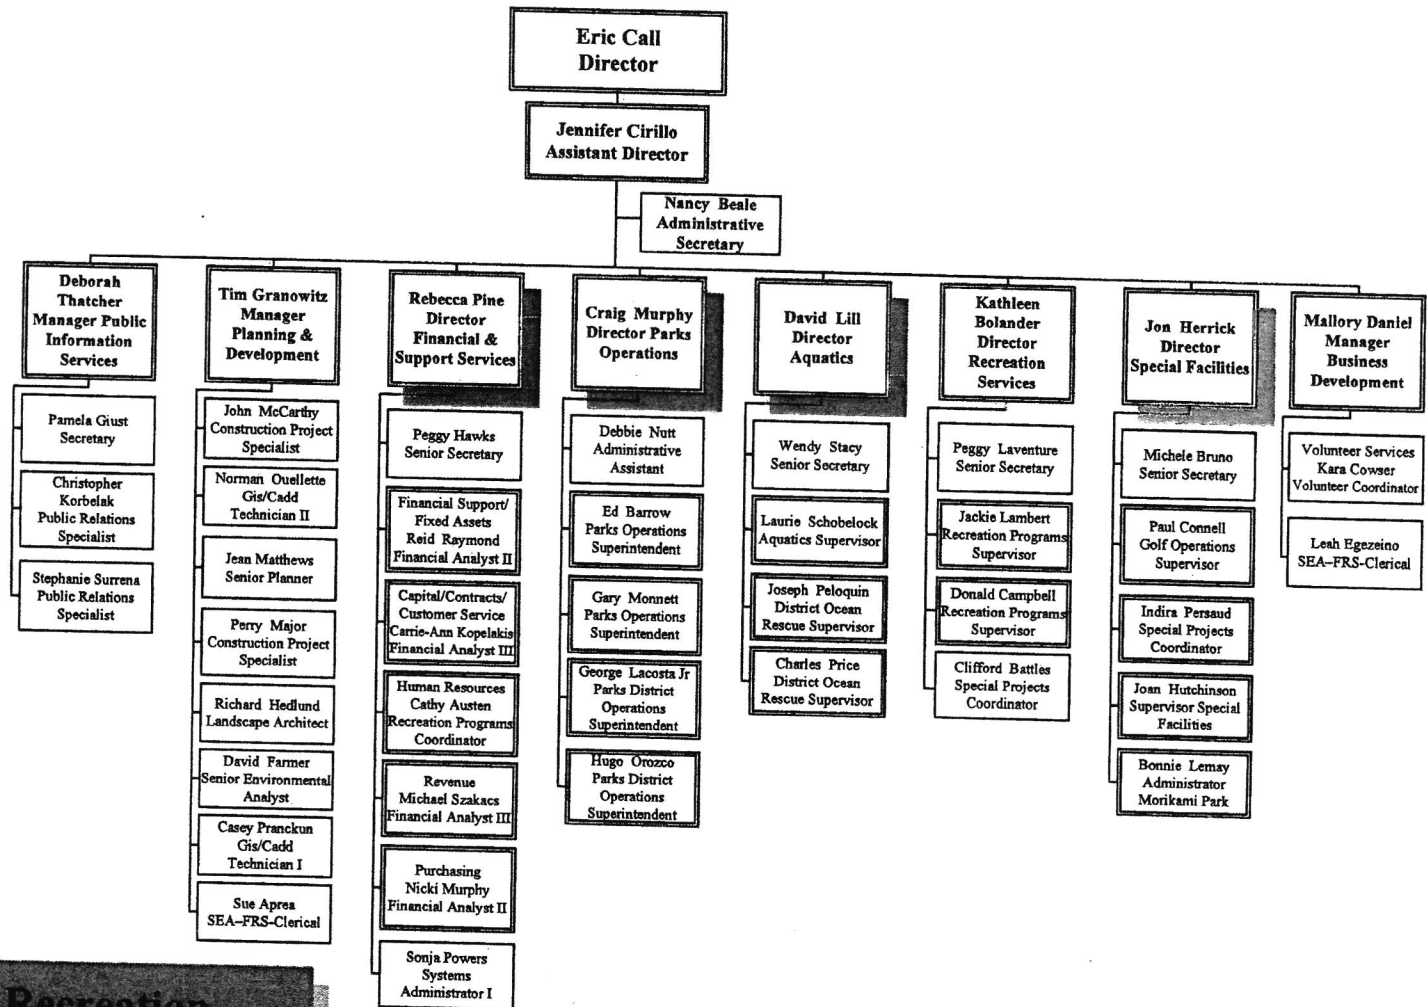 Eric Call
Director
Jennifer Cirillo
Assistant Director
Nancy Beale
Administrative
Secretary
Deborah
Thatcher
Manager Public
Information
Services
Pamela Giust
Secretary
Christopher
Korbelak
Public Relations
Specialist
Stephanie Surrena
Public Relations
Specialist
Tim Granowitz
Manager
Planning &
Development
John McCarthy
Construction Project
Specialist
Norman Ouellette
Gis/Cadd
Technician II
Jean Matthews
Senior Planner
Perry Major
Construction Project
Specialist
Richard Hedlund
Landscape Architect
David Farmer
Senior Environmental
Analyst
Casey Pranckun
Gis/Cadd
Technician I
Sue Aprea
SEA–FRS-Clerical
Rebecca Pine
Director
Financial &
Support Services
Peggy Hawks
Senior Secretary
Financial Support/
Fixed Assets
Reid Raymond
Financial Analyst II
Capital/Contracts/
Customer Service
Carrie-Ann Kopelakis
Financial Analyst III
Human Resources
Cathy Austen
Recreation Programs
Coordinator
Revenue
Michael Szakacs
Financial Analyst III
Purchasing
Nicki Murphy
Financial Analyst II
Sonja Powers
Systems
Administrator I
Craig Murphy
Director Parks
Operations
Debbie Nutt
Administrative
Assistant
Ed Barrow
Parks Operations
Superintendent
Gary Monnett
Parks Operations
Superintendent
George Lacosta Jr
Parks District
Operations
Superintendent
Hugo Orozco
Parks District
Operations
Superintendent
David Lill
Director
Aquatics
Wendy Stacy
Senior Secretary
Laurie Schobelock
Aquatics Supervisor
Joseph Peloquin
District Ocean
Rescue Supervisor
Charles Price
District Ocean
Rescue Supervisor
Kathleen
Bolander
Director
Recreation
Services
Peggy Laventure
Senior Secretary
Jackie Lambert
Recreation Programs
Supervisor
Donald Campbell
Recreation Programs
Supervisor
Clifford Battles
Special Projects
Coordinator
Jon Herrick
Director
Special Facilities
Michele Bruno
Senior Secretary
Paul Connell
Golf Operations
Supervisor
Indira Persaud
Special Projects
Coordinator
Joan Hutchinson
Supervisor Special
Facilities
Bonnie Lemay
Administrator
Morikami Park
Mallory Daniel
Manager
Business
Development
Volunteer Services
Kara Cowser
Volunteer Coordinator
Leah Egezeino
SEA–FRS-Clerical
Recreation